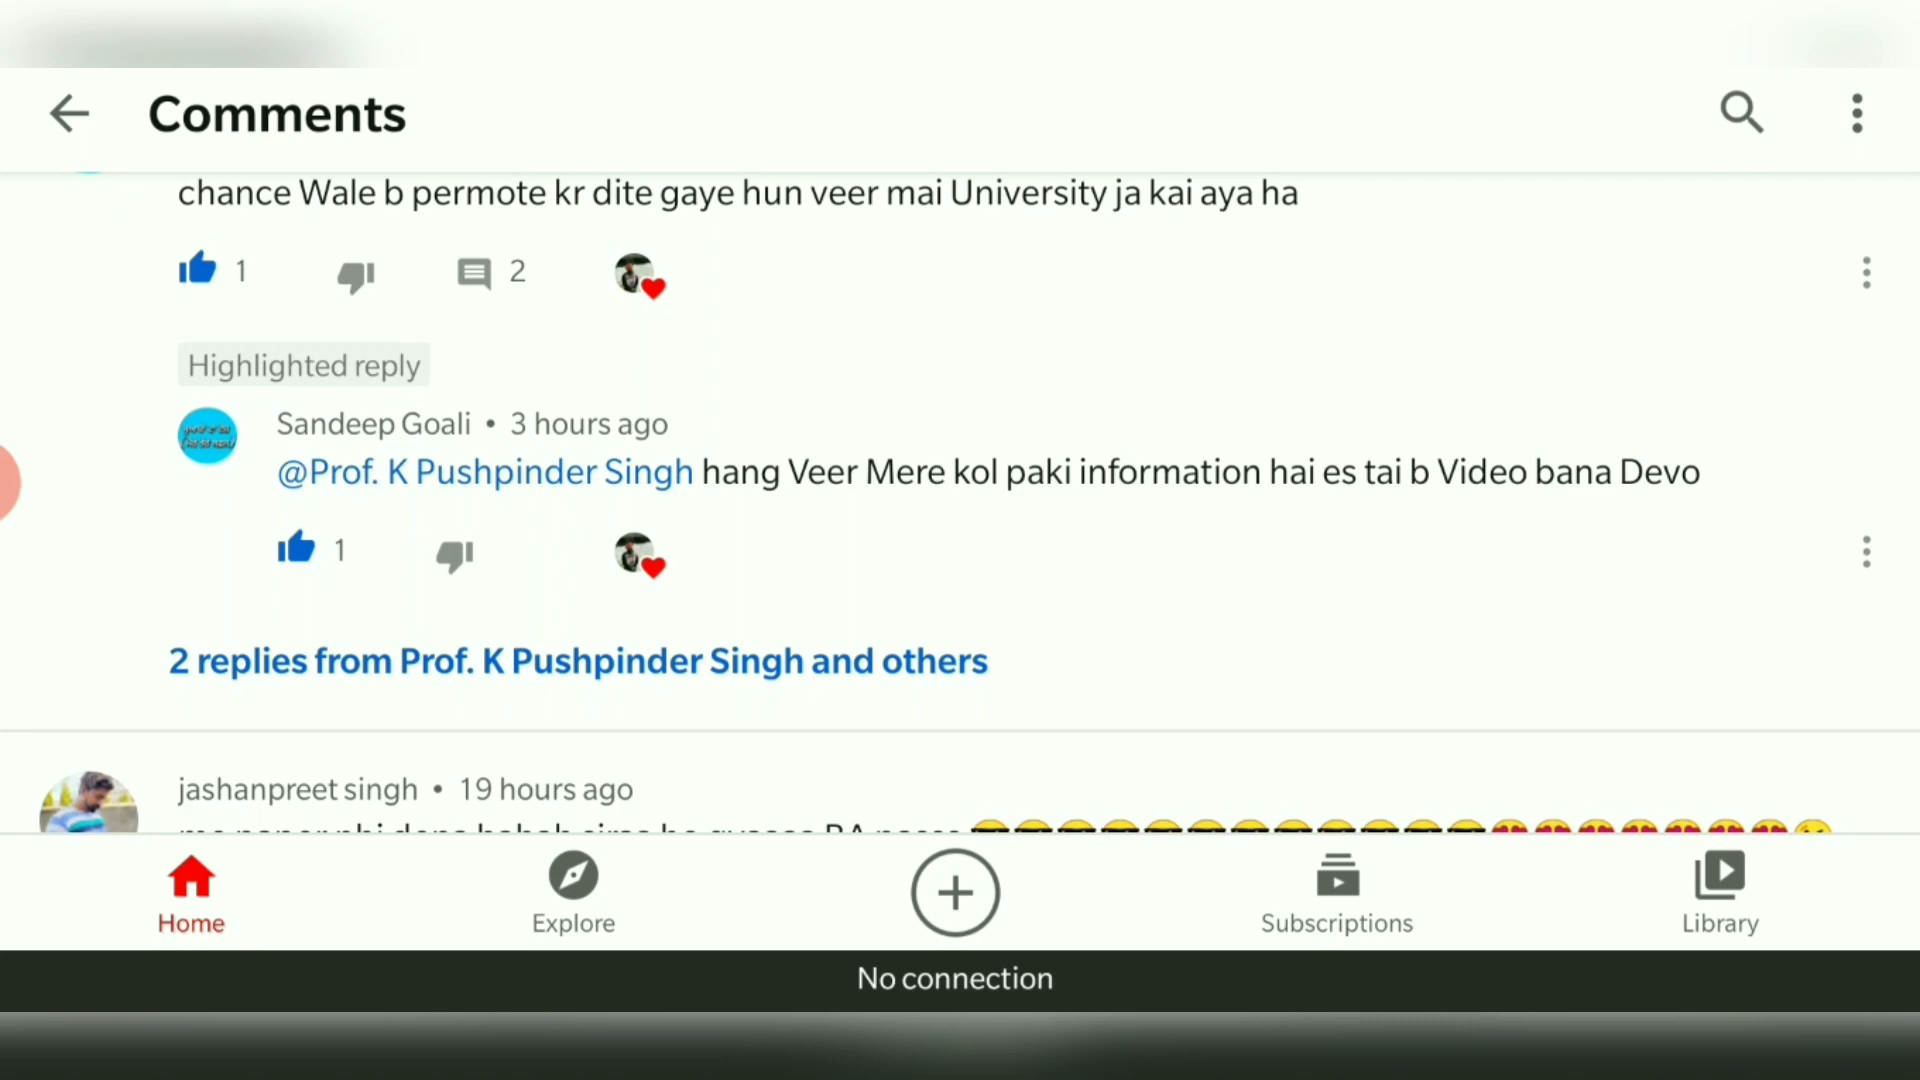 Comments
chance Wale b permote kr dite gaye hun veer mai University ja kai aya ha
1
2
Highlighted reply
Sandeep Goali • 3 hours ago
@Prof. K Pushpinder Singh hang Veer Mere kol paki information hai es tai b Video bana Devo
1
2 replies from Prof. K Pushpinder Singh and others
jashanpreet singh • 19 hours ago
Home
Explore
Subscriptions
Library
No connection